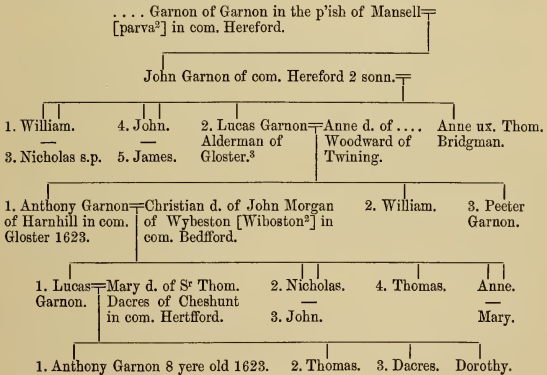 .... Garnon of Garnon in the p'ish of Mansell=
[parva²] in com. Hereford.
John Garnon of com. Hereford 2 sonn.=
1. William. 4. John. 2. Lucas Garnon=Anne d. of .... Anne ux. Thom.
— — Alderman of Woodward of Bridgman.
3. Nicholas s.p. 5. James. Gloster.³ Twining.
1. Anthony Garnon=Christian d. of John Morgan 2. William. 3. Peeter
of Harnhill in com. of Wybeston [Wiboston²] in Garnon.
Gloster 1623. com. Bedfford.
1. Lucas=Mary d. of Sʳ Thom. 2. Nicholas. 4. Thomas. Anne.
Garnon. Dacres of Cheshunt — —
in com. Hertfford. 3. John. Mary.
1. Anthony Garnon 8 yere old 1623. 2. Thomas. 3. Dacres. Dorothy.